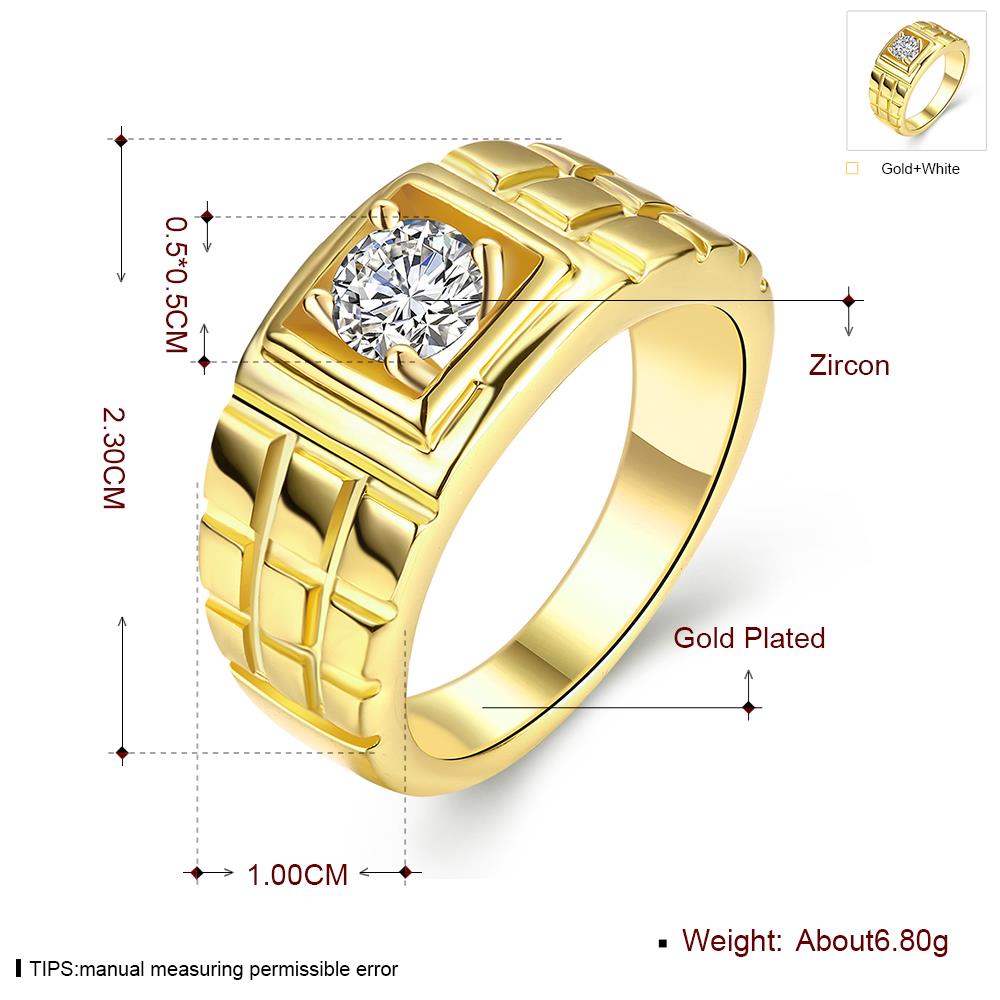 Gold+White
0.5*0.5CM
Zircon
2.30CM
Gold Plated
1.00CM
Weight: About6.80g
TIPS:manual measuring permissible error